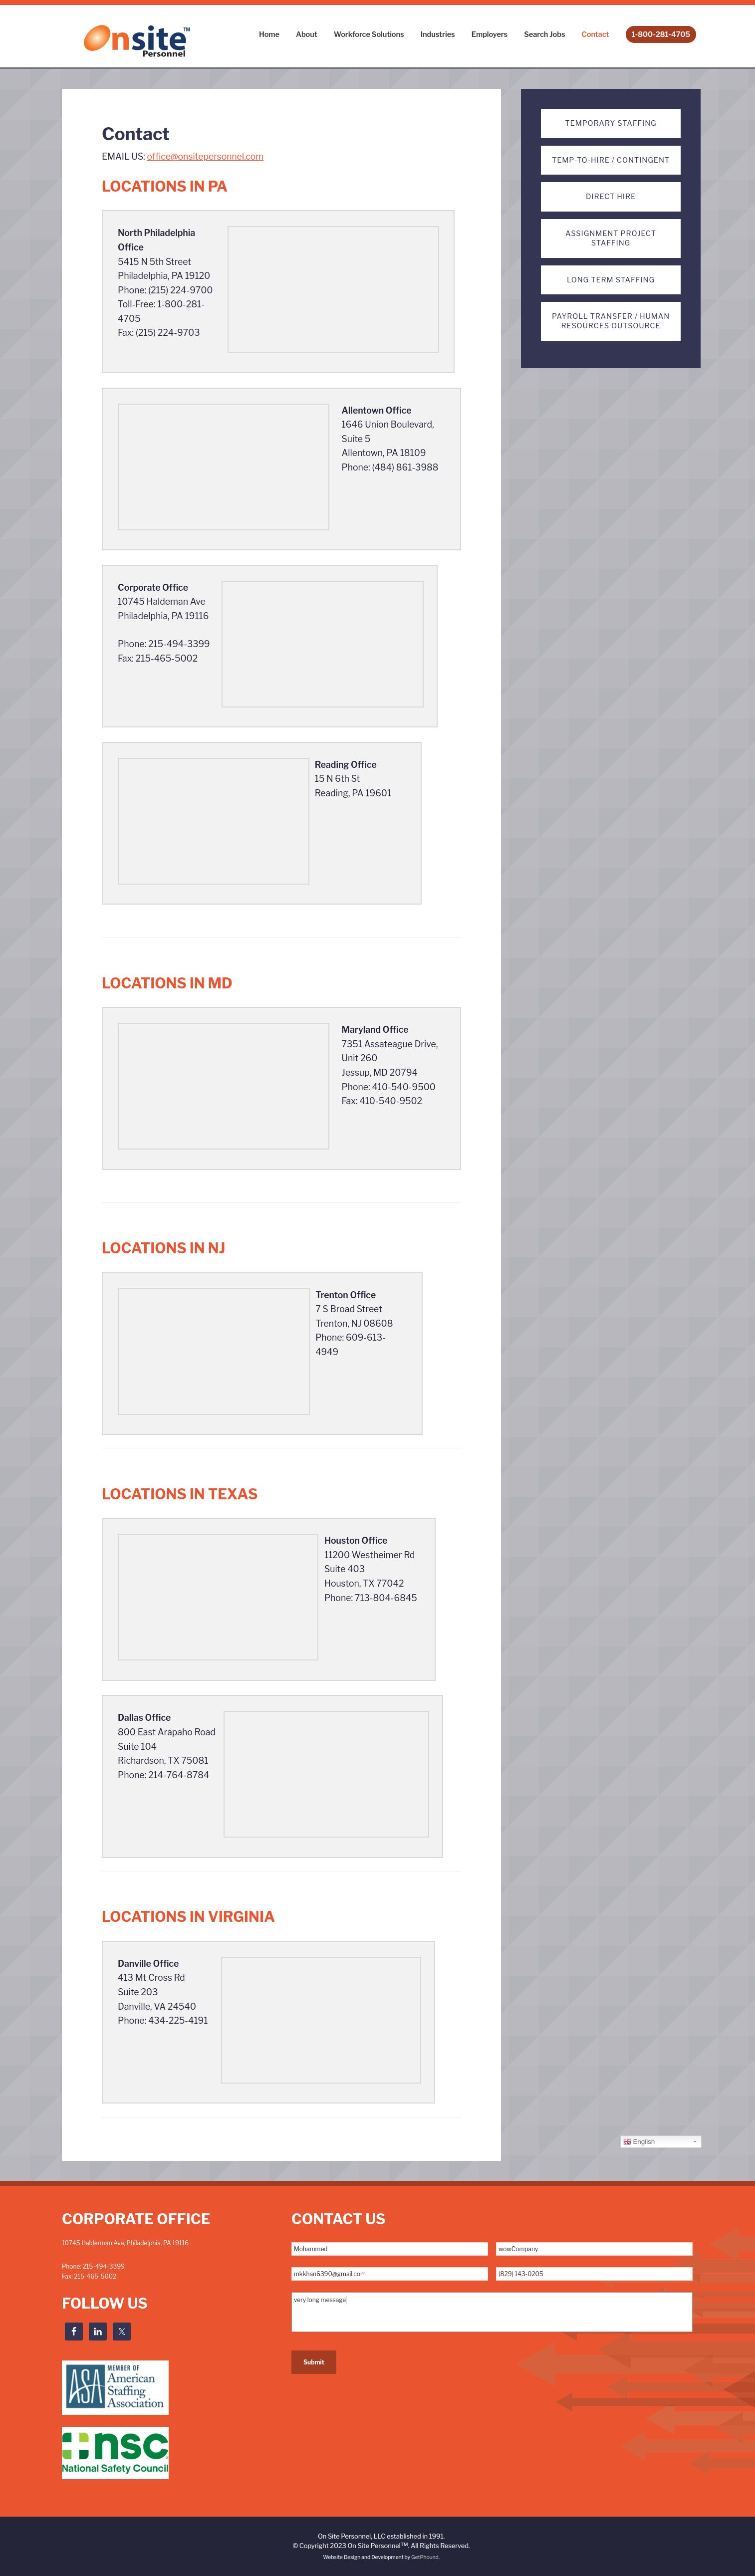 Onsite™
Personnel
Home About Workforce Solutions Industries Employers Search Jobs Contact 1-800-281-4705
Contact
EMAIL US: office@onsitepersonnel.com
LOCATIONS IN PA
North Philadelphia
Office
5415 N 5th Street
Philadelphia, PA 19120
Phone: (215) 224-9700
Toll-Free: 1-800-281-
4705
Fax: (215) 224-9703
Allentown Office
1646 Union Boulevard,
Suite 5
Allentown, PA 18109
Phone: (484) 861-3988
Corporate Office
10745 Haldeman Ave
Philadelphia, PA 19116
Phone: 215-494-3399
Fax: 215-465-5002
Reading Office
15 N 6th St
Reading, PA 19601
LOCATIONS IN MD
Maryland Office
7351 Assateague Drive,
Unit 260
Jessup, MD 20794
Phone: 410-540-9500
Fax: 410-540-9502
LOCATIONS IN NJ
Trenton Office
7 S Broad Street
Trenton, NJ 08608
Phone: 609-613-
4949
LOCATIONS IN TEXAS
Houston Office
11200 Westheimer Rd
Suite 403
Houston, TX 77042
Phone: 713-804-6845
Dallas Office
800 East Arapaho Road
Suite 104
Richardson, TX 75081
Phone: 214-764-8784
LOCATIONS IN VIRGINIA
Danville Office
413 Mt Cross Rd
Suite 203
Danville, VA 24540
Phone: 434-225-4191
TEMPORARY STAFFING
TEMP-TO-HIRE / CONTINGENT
DIRECT HIRE
ASSIGNMENT PROJECT
STAFFING
LONG TERM STAFFING
PAYROLL TRANSFER / HUMAN
RESOURCES OUTSOURCE
English
CORPORATE OFFICE
10745 Halderman Ave, Philadelphia, PA 19116
Phone: 215-494-3399
Fax: 215-465-5002
FOLLOW US
ASA MEMBER OF
American
Staffing
Association
nsc
National Safety Council
CONTACT US
Mohammed wowCompany
mkkhan6390@gmail.com (829) 143-0205
very long message
Submit
On Site Personnel, LLC established in 1991.
© Copyright 2023 On Site Personnel™. All Rights Reserved.
Website Design and Development by GetPhound.